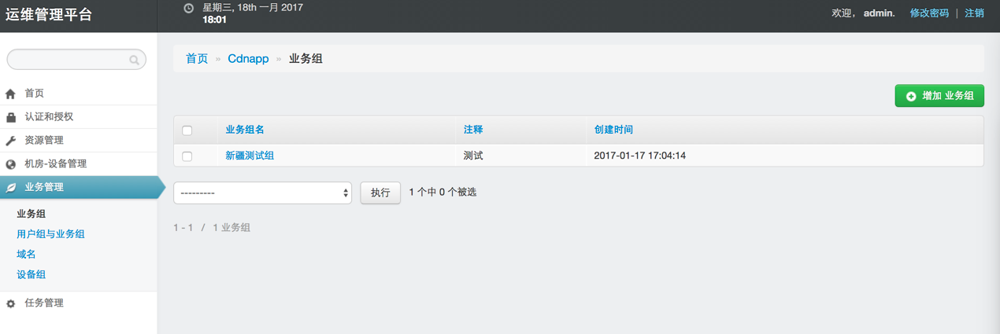 运维管理平台
星期三, 18th 一月 2017
18:01
欢迎， admin. 修改密码 | 注销
首页
认证和授权
资源管理
机房-设备管理
业务管理
业务组
用户组与业务组
域名
设备组
任务管理
首页 » Cdnapp » 业务组
增加 业务组
业务组名 注释 创建时间
新疆测试组 测试 2017-01-17 17:04:14
--------- 执行 1 个中 0 个被选
1 - 1 / 1 业务组